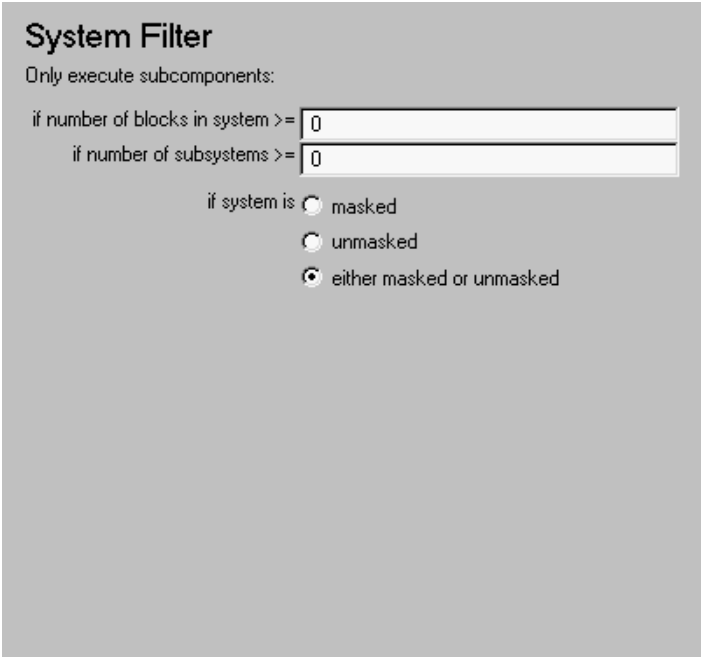 System Filter
Only execute subcomponents:
if number of blocks in system >= 0
if number of subsystems >= 0
if system is masked
unmasked
either masked or unmasked